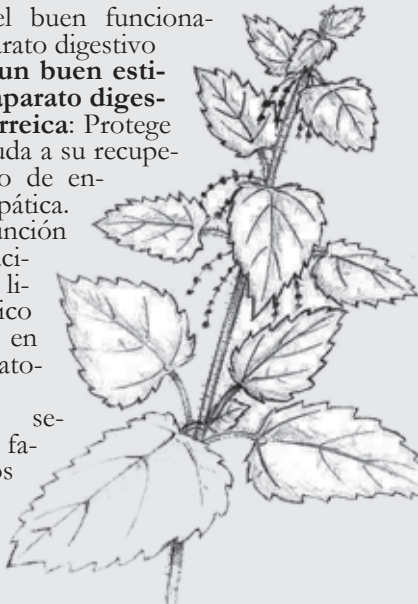 el buen funciona-
arato digestivo
un buen esti-
aparato diges-
rreica: Protege
uda a su recupe-
o de en-
pática.
unción
aci-
li-
ico
en
ato-
se-
fa-
os